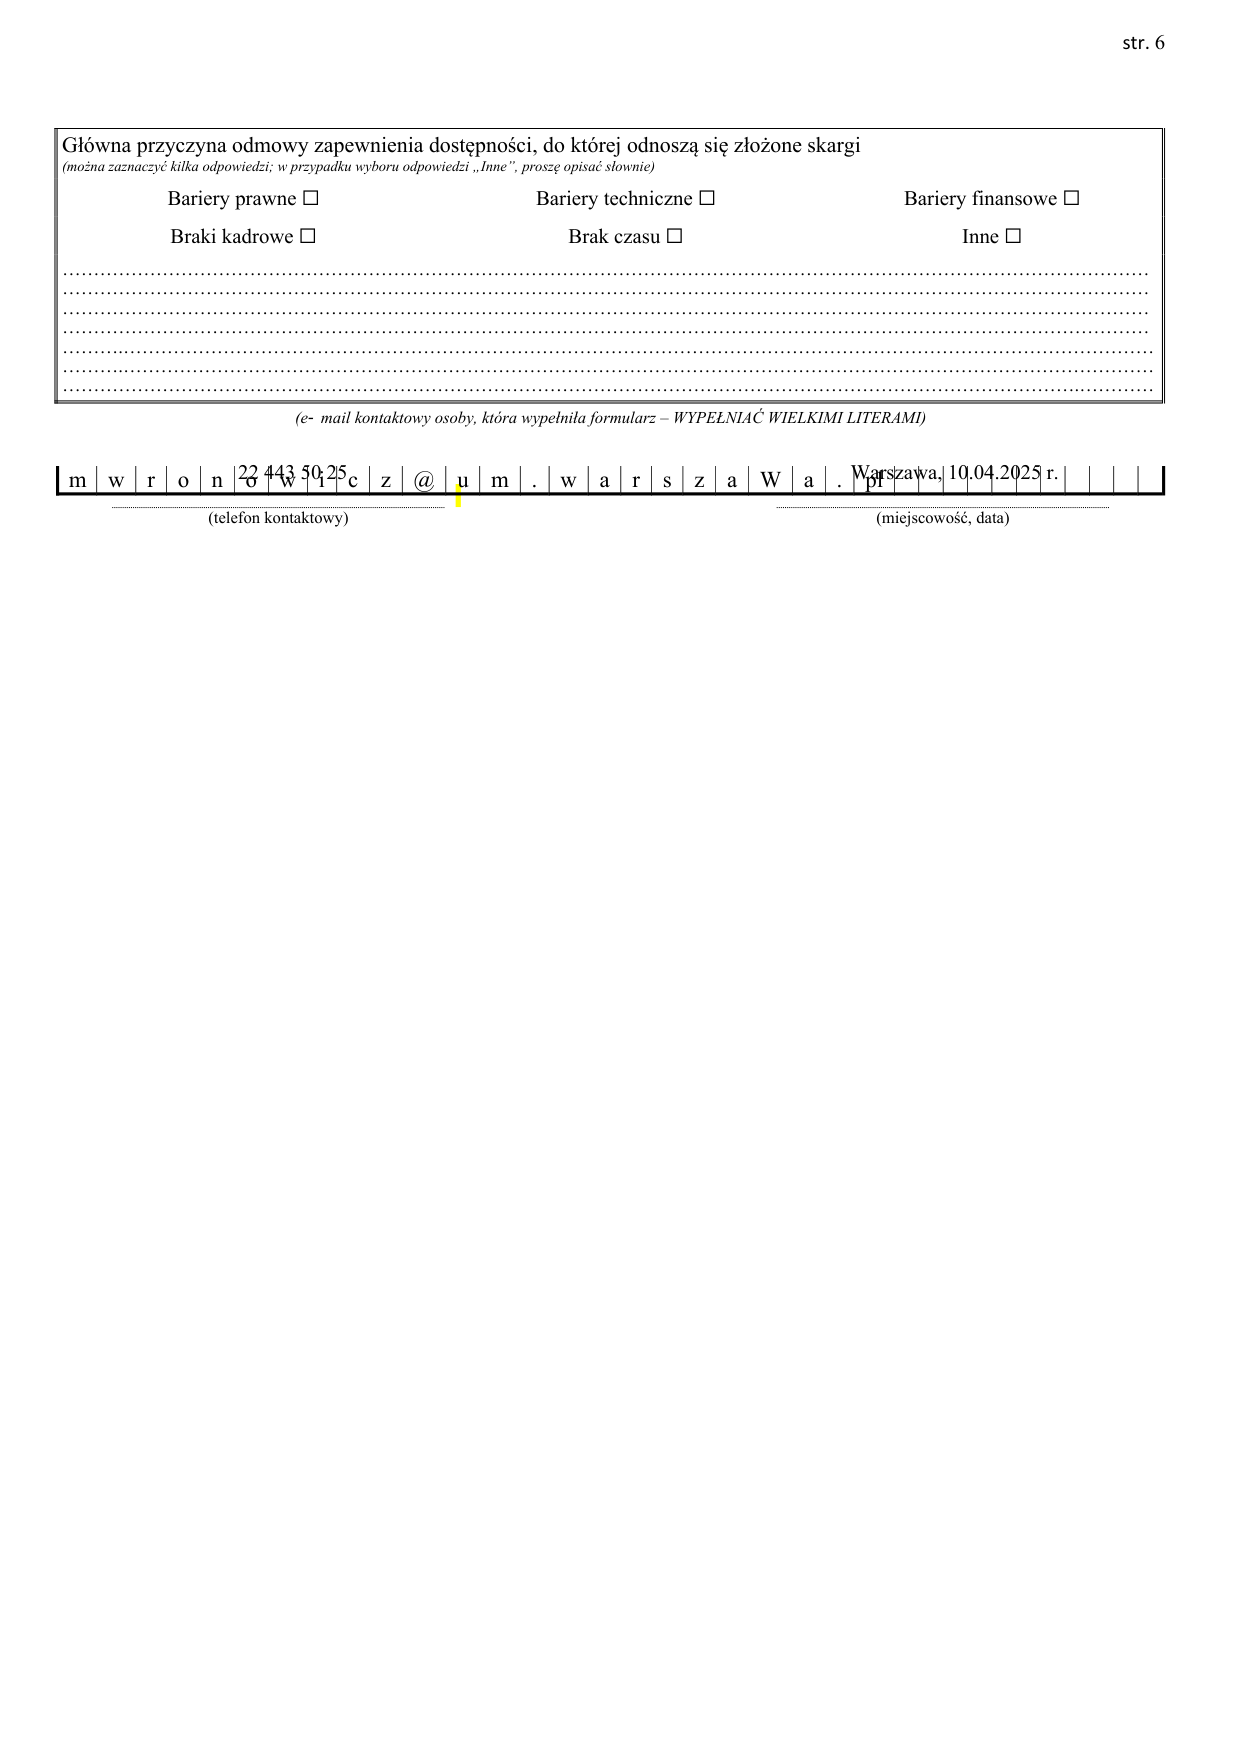 str. 6
Główna przyczyna odmowy zapewnienia dostępności, do której odnoszą się złożone skargi
(można zaznaczyć kilka odpowiedzi; w przypadku wyboru odpowiedzi „Inne”, proszę opisać słownie)
Bariery prawne ☐ Bariery techniczne ☐ Bariery finansowe ☐
Braki kadrowe ☐ Brak czasu ☐ Inne ☐
(e- mail kontaktowy osoby, która wypełniła formularz – WYPEŁNIAĆ WIELKIMI LITERAMI)
22 443 50 25 Warszawa, 10.04.2025 r.
m w r o n o w i c z @ u m . w a r s z a W a . pl
(telefon kontaktowy) (miejscowość, data)